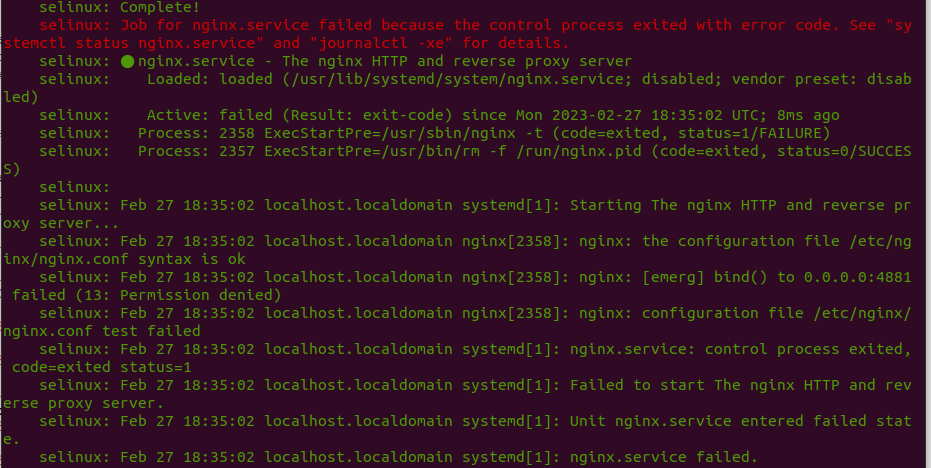 selinux: Complete!
selinux: Job for nginx.service failed because the control process exited with error code. See "sy
stemctl status nginx.service" and "journalctl -xe" for details.
selinux: ● nginx.service - The nginx HTTP and reverse proxy server
selinux:    Loaded: loaded (/usr/lib/systemd/system/nginx.service; disabled; vendor preset: disab
led)
selinux:    Active: failed (Result: exit-code) since Mon 2023-02-27 18:35:02 UTC; 8ms ago
selinux:   Process: 2358 ExecStartPre=/usr/sbin/nginx -t (code=exited, status=1/FAILURE)
selinux:   Process: 2357 ExecStartPre=/usr/bin/rm -f /run/nginx.pid (code=exited, status=0/SUCCES
S)
selinux:
selinux: Feb 27 18:35:02 localhost.localdomain systemd[1]: Starting The nginx HTTP and reverse pr
oxy server...
selinux: Feb 27 18:35:02 localhost.localdomain nginx[2358]: nginx: the configuration file /etc/ng
inx/nginx.conf syntax is ok
selinux: Feb 27 18:35:02 localhost.localdomain nginx[2358]: nginx: [emerg] bind() to 0.0.0.0:4881
failed (13: Permission denied)
selinux: Feb 27 18:35:02 localhost.localdomain nginx[2358]: nginx: configuration file /etc/nginx/
nginx.conf test failed
selinux: Feb 27 18:35:02 localhost.localdomain systemd[1]: nginx.service: control process exited,
code=exited status=1
selinux: Feb 27 18:35:02 localhost.localdomain systemd[1]: Failed to start The nginx HTTP and rev
erse proxy server.
selinux: Feb 27 18:35:02 localhost.localdomain systemd[1]: Unit nginx.service entered failed stat
e.
selinux: Feb 27 18:35:02 localhost.localdomain systemd[1]: nginx.service failed.